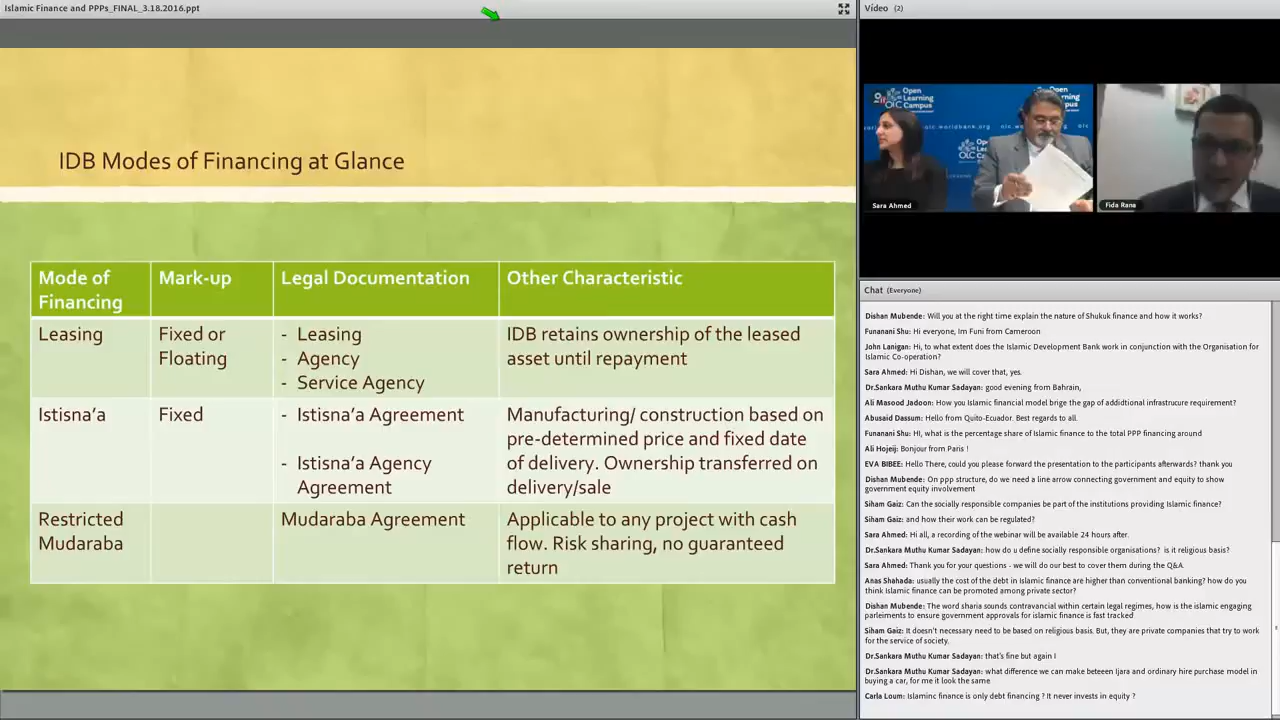 Islamic Finance and PPPs_FINAL_3.18.2016.ppt
IDB Modes of Financing at Glance
Mode of Financing
Mark-up
Legal Documentation
Other Characteristic
Leasing
Fixed or
Floating
- Leasing
- Agency
- Service Agency
IDB retains ownership of the leased
asset until repayment
Istisna'a
Fixed
- Istisna'a Agreement
- Istisna'a Agency
Agreement
Manufacturing/ construction based on
pre-determined price and fixed date
of delivery. Ownership transferred on
delivery/sale
Restricted
Mudaraba
Mudaraba Agreement
Applicable to any project with cash
flow. Risk sharing, no guaranteed
return
Vídeo (2)
Open
Learning
Campus
OLC
olc.worldbank.org
Open
Learning
Campus
OLC
Sara Ahmed
Fida Rana
Chat (Everyone)
Dishan Mubende: Will you at the right time explain the nature of Shukuk finance and how it works?
Funanani Shu: Hi everyone, Im Funi from Cameroon
John Lanigan: Hi, to what extent does the Islamic Development Bank work in conjunction with the Organisation for
Islamic Co-operation?
Sara Ahmed: Hi Dishan, we will cover that, yes.
Dr.Sankara Muthu Kumar Sadayan: good evening from Bahrain,
Ali Masood Jadoon: How you Islamic financial model brige the gap of addidtional infrastrucure requirement?
Abusaid Dassum: Hello from Quito-Ecuador. Best regards to all.
Funanani Shu: HI, what is the percentage share of Islamic finance to the total PPP financing around
Ali Hojeij: Bonjour from Paris !
EVA BIBEE: Hello There, could you please forward the presentation to the participants afterwards? thank you
Dishan Mubende: On ppp structure, do we need a line arrow connecting government and equity to show
government equity involvement
Siham Gaiz: Can the socially responsible companies be part of the institutions providing Islamic finance?
Siham Gaiz: and how their work can be regulated?
Sara Ahmed: Hi all, a recording of the webinar will be available 24 hours after.
Dr.Sankara Muthu Kumar Sadayan: how do u define socially responsible organisations? is it religious basis?
Sara Ahmed: Thank you for your questions - we will do our best to cover them during the Q&A.
Anas Shahada: usually the cost of the debt in Islamic finance are higher than conventional banking? how do you
think Islamic finance can be promoted among private sector?
Dishan Mubende: The word sharia sounds contravancial within certain legal regimes, how is the islamic engaging
parleiments to ensure government approvals for islamic finance is fast tracked
Siham Gaiz: It doesn't necessary need to be based on religious basis. But, they are private companies that try to work
for the service of society.
Dr.Sankara Muthu Kumar Sadayan: that's fine but again I
Dr.Sankara Muthu Kumar Sadayan: what difference we can make beteeen Ijara and ordinary hire purchase model in
buying a car, for me it look the same
Carla Loum: Islaminc finance is only debt financing ? It never invests in equity ?